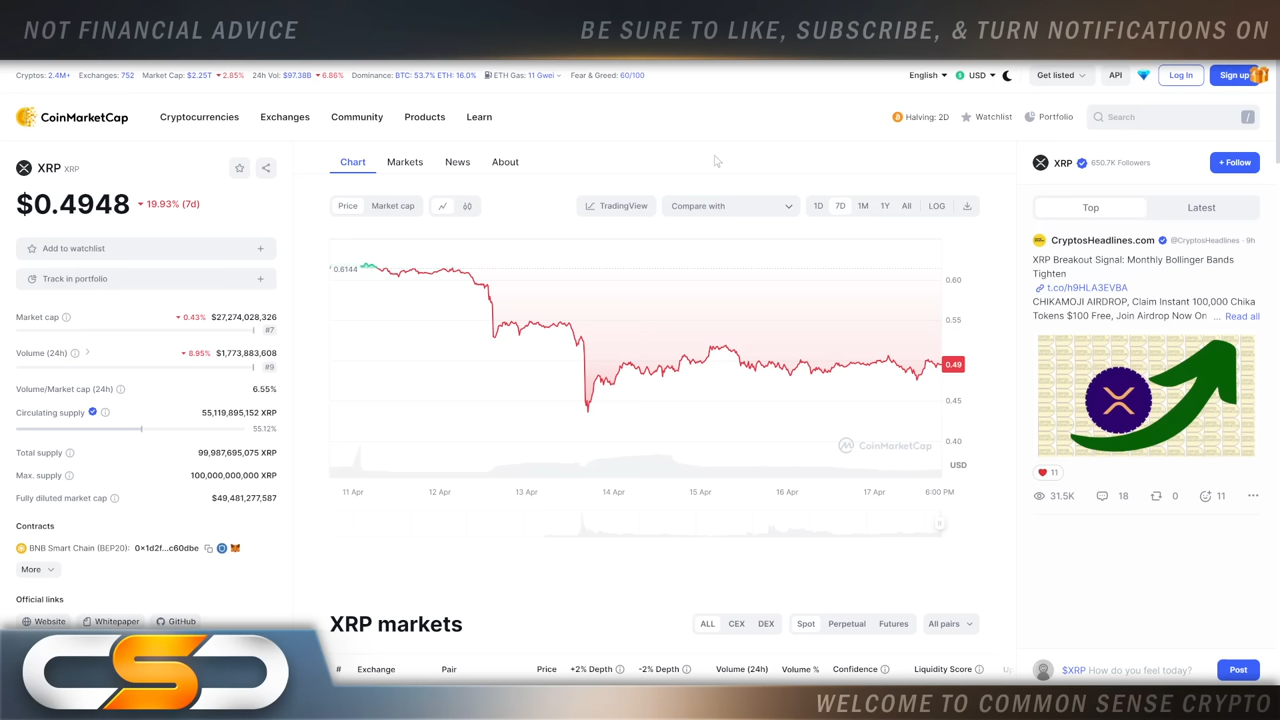 NOT FINANCIAL ADVICE
BE SURE TO LIKE, SUBSCRIBE, & TURN NOTIFICATIONS ON
Cryptos: 2.4M+ Exchanges: 752 Market Cap: $2.25T 2.85% 24h Vol: $97.38B 6.86% Dominance: BTC: 53.7% ETH: 16.0% ETH Gas: 11 Gwei Fear & Greed: 60/100
English USD Get listed API Log In Sign up
CoinMarketCap Cryptocurrencies Exchanges Community Products Learn
Halving: 2D Watchlist Portfolio Search /
XRP XRP
$0.4948 19.93% (7d)
Add to watchlist +
Track in portfolio +
Market cap 0.43% $27,274,028,326
#7
Volume (24h) 8.95% $1,773,883,608
#9
Volume/Market cap (24h) 6.55%
Circulating supply 55,119,895,152 XRP
55.12%
Total supply 99,987,695,075 XRP
Max. supply 100,000,000,000 XRP
Fully diluted market cap $49,481,277,587
Contracts
BNB Smart Chain (BEP20): 0x1d2f...c60dbe
More
Official links
Website Whitepaper GitHub
Chart Markets News About
Price Market cap TradingView Compare with 1D 7D 1M 1Y All LOG
0.6144
0.60
0.55
0.49
0.45
0.40
CoinMarketCap
USD
11 Apr 12 Apr 13 Apr 14 Apr 15 Apr 16 Apr 17 Apr 6:00 PM
XRP markets
ALL CEX DEX Spot Perpetual Futures All pairs
# Exchange Pair Price +2% Depth -2% Depth Volume (24h) Volume % Confidence Liquidity Score
XRP 650.7K Followers + Follow
Top Latest
CryptosHeadlines.com @CryptosHeadlines · 9h
XRP Breakout Signal: Monthly Bollinger Bands
Tighten
t.co/h9HLA3EVBA
CHIKAMOJI AIRDROP, Claim Instant 100,000 Chika
Tokens $100 Free, Join Airdrop Now On ... Read all
11
31.5K 18 0 11 ...
$XRP How do you feel today? Post
CSC
WELCOME TO COMMON SENSE CRYPTO